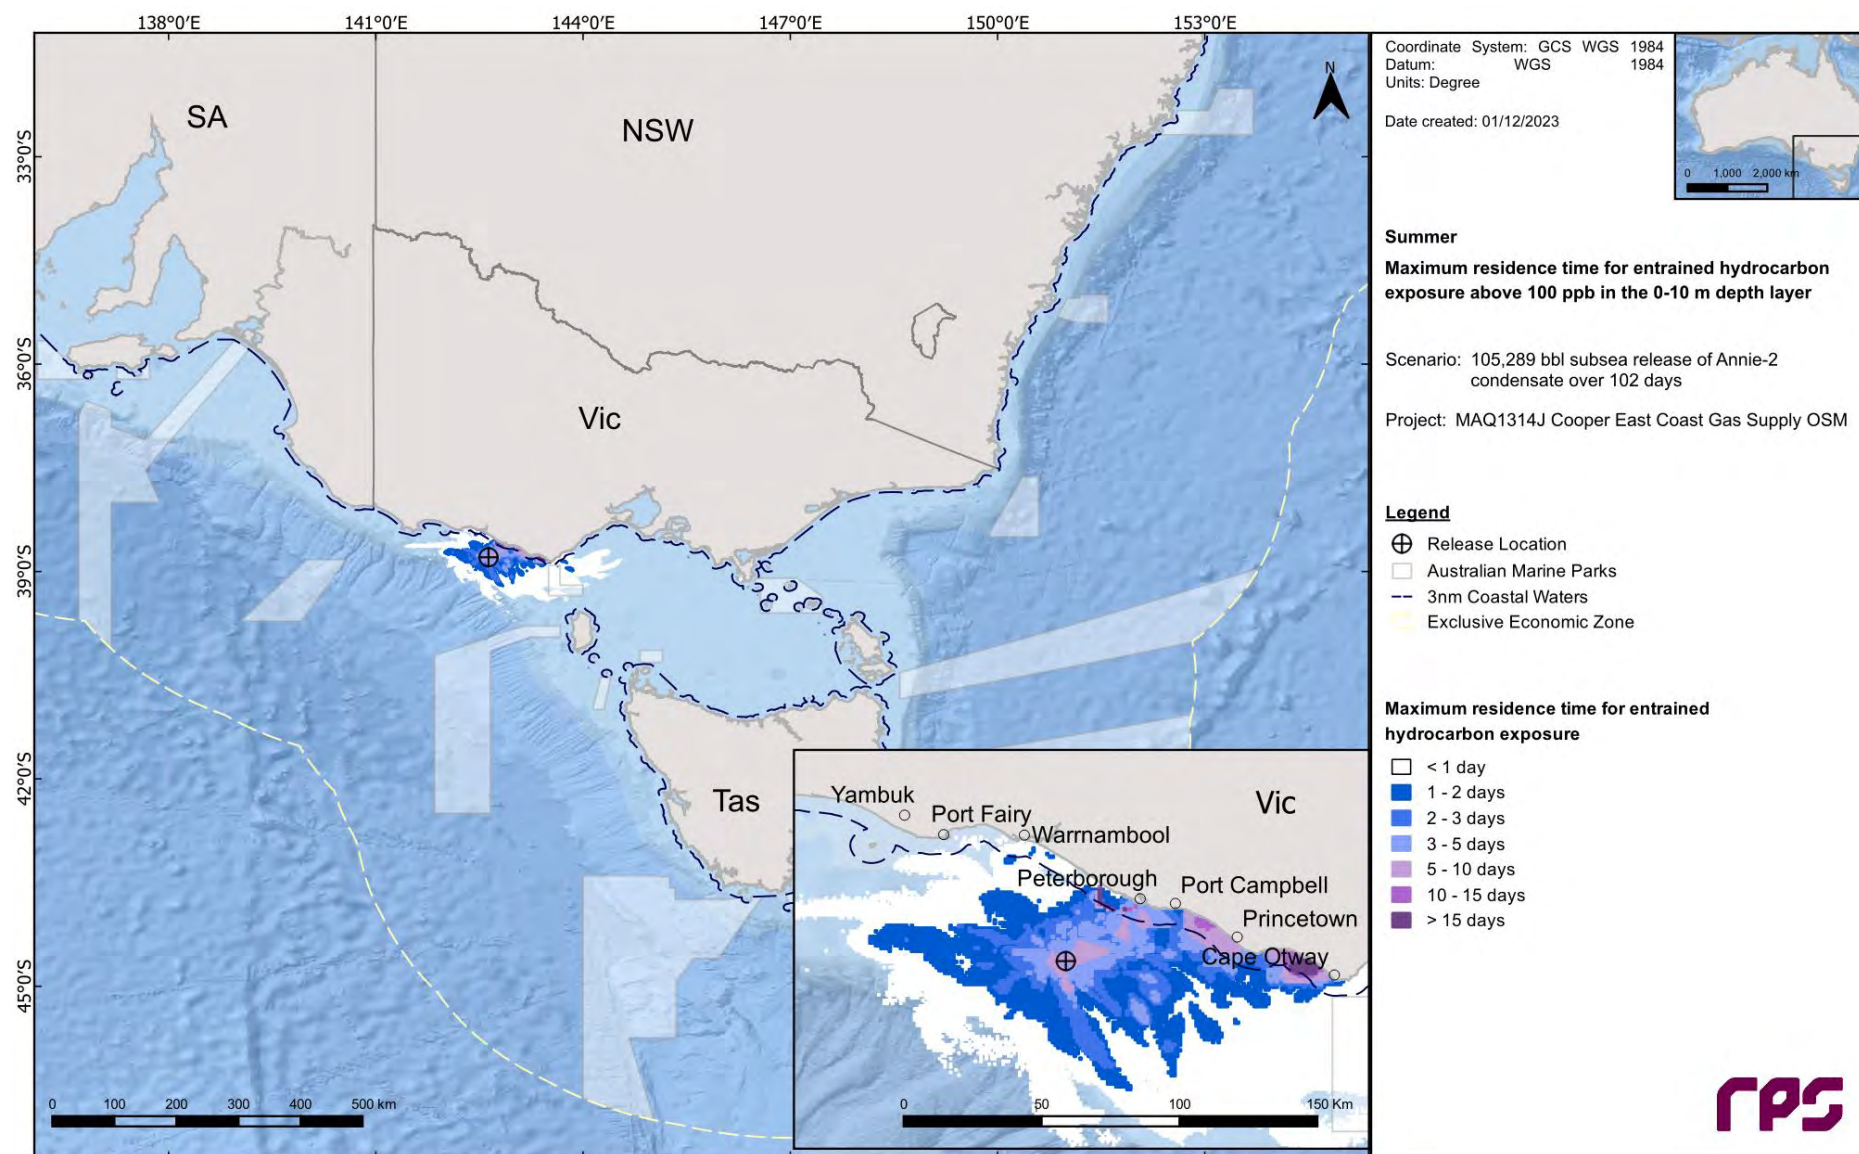 138°0'E 141°0'E 144°0'E 147°0'E 150°0'E 153°0'E
33°0'S
36°0'S
39°0'S
42°0'S
45°0'S
SA
NSW
Vic
Tas
N
0 100 200 300 400 500 km
Yambuk
Port Fairy
Warrnambool
Vic
Peterborough
Port Campbell
Princetown
Cape Otway
0 50 100 150 Km
Coordinate System: GCS WGS 1984
Datum: WGS 1984
Units: Degree
Date created: 01/12/2023
0 1,000 2,000 km
Summer
Maximum residence time for entrained hydrocarbon
exposure above 100 ppb in the 0-10 m depth layer
Scenario: 105,289 bbl subsea release of Annie-2
condensate over 102 days
Project: MAQ1314J Cooper East Coast Gas Supply OSM
Legend
Release Location
Australian Marine Parks
3nm Coastal Waters
Exclusive Economic Zone
Maximum residence time for entrained
hydrocarbon exposure
< 1 day
1 - 2 days
2 - 3 days
3 - 5 days
5 - 10 days
10 - 15 days
> 15 days
rps